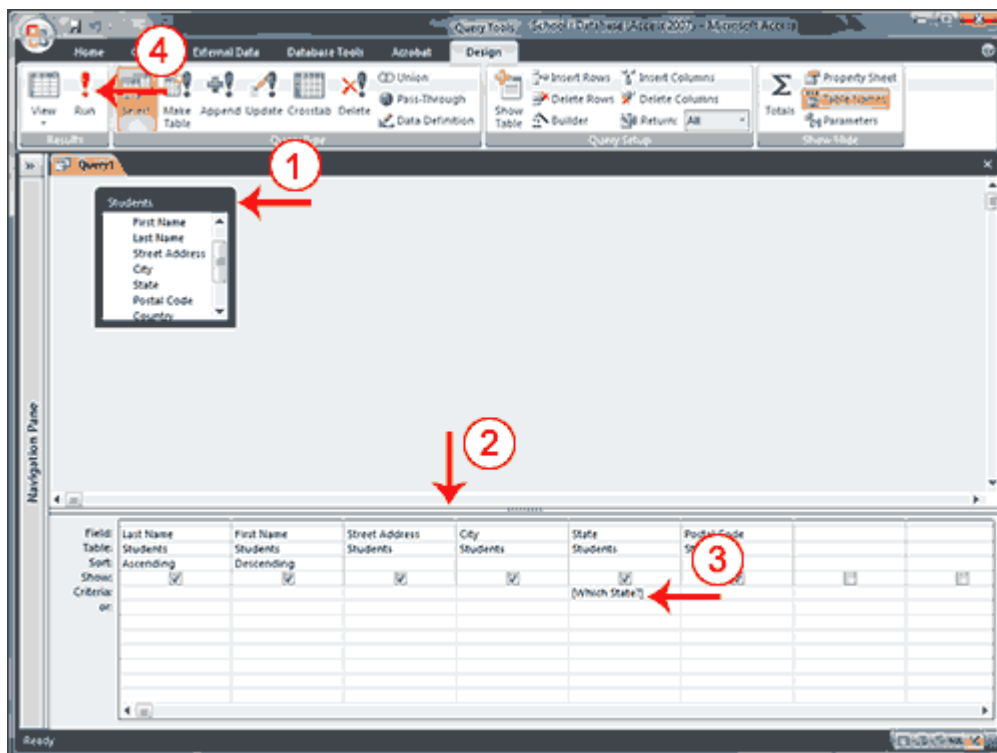 Query Tools School : Database (Access 2007) - Microsoft Access
Home External Data Database Tools Acrobat Design
4
View Run Select Make Table Append Update Crosstab Delete
Union
Pass-Through
Data Definition
Show Table
Insert Rows
Delete Rows
Builder
Insert Columns
Delete Columns
Return: All
Totals
Property Sheet
Table Names
Parameters
Results Query Type Query Setup Show/Hide
Query1
1
Students
First Name
Last Name
Street Address
City
State
Postal Code
Country
Navigation Pane
2
Field: Last Name First Name Street Address City State Postal Code
Table: Students Students Students Students Students
Sort: Ascending Descending
Show:
3
Criteria: [Which State?]
or:
Ready